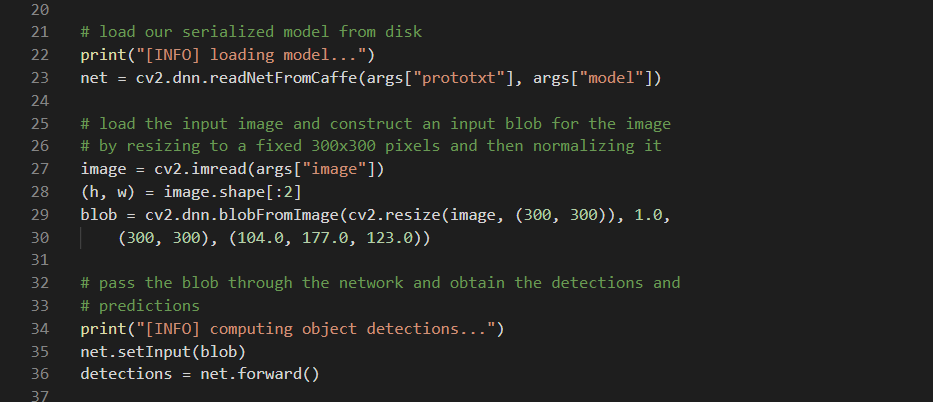 20
21 # load our serialized model from disk
22 print("[INFO] loading model...")
23 net = cv2.dnn.readNetFromCaffe(args["prototxt"], args["model"])
24
25 # load the input image and construct an input blob for the image
26 # by resizing to a fixed 300x300 pixels and then normalizing it
27 image = cv2.imread(args["image"])
28 (h, w) = image.shape[:2]
29 blob = cv2.dnn.blobFromImage(cv2.resize(image, (300, 300)), 1.0,
30     (300, 300), (104.0, 177.0, 123.0))
31
32 # pass the blob through the network and obtain the detections and
33 # predictions
34 print("[INFO] computing object detections...")
35 net.setInput(blob)
36 detections = net.forward()
37